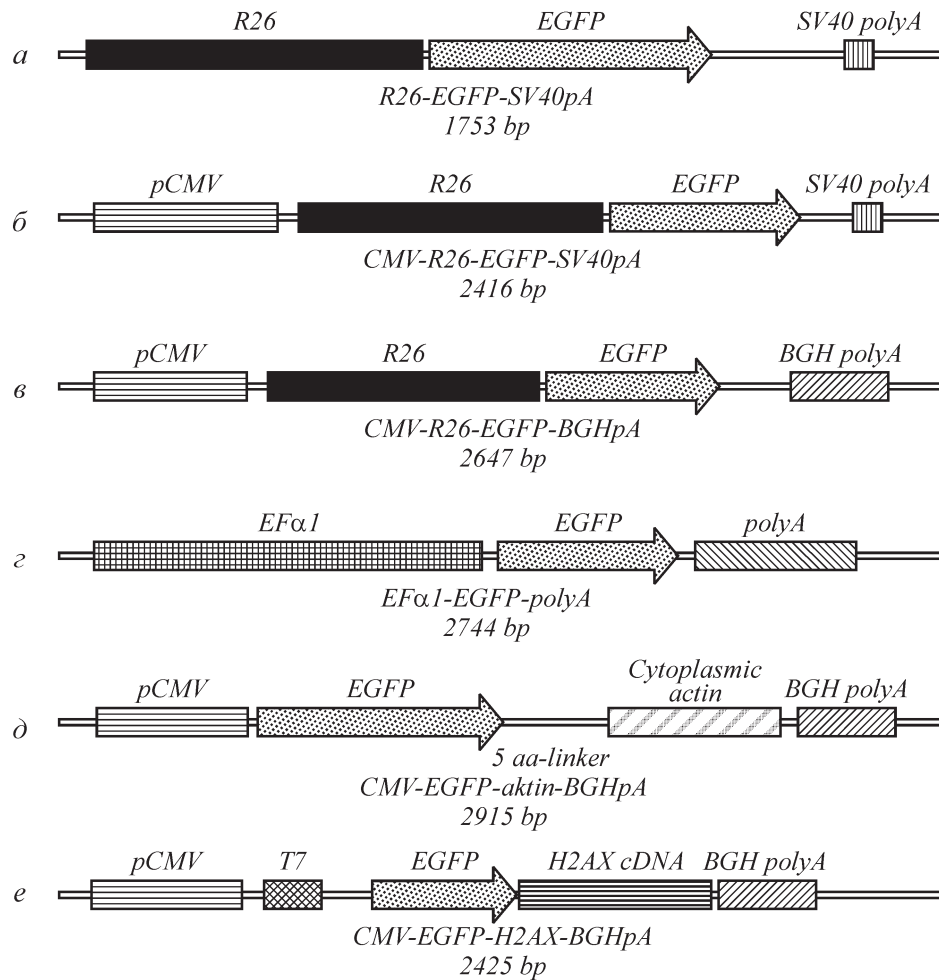 R26 EGFP SV40 polyA
а
R26-EGFP-SV40pA
1753 bp
pCMV R26 EGFP SV40 polyA
б
CMV-R26-EGFP-SV40pA
2416 bp
pCMV R26 EGFP BGH polyA
в
CMV-R26-EGFP-BGHpA
2647 bp
EFα1 EGFP polyA
г
EFα1-EGFP-polyA
2744 bp
Cytoplasmic
pCMV EGFP actin BGH polyA
д
5 aa-linker
CMV-EGFP-aktin-BGHpA
2915 bp
pCMV T7 EGFP H2AX cDNA BGH polyA
е
CMV-EGFP-H2AX-BGHpA
2425 bp